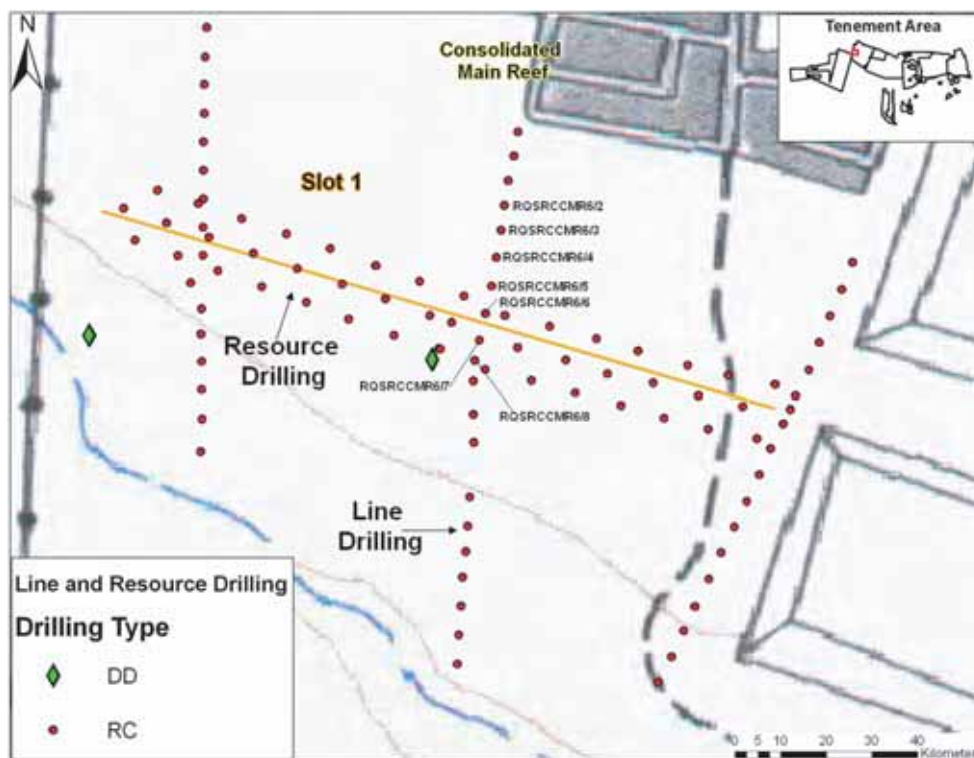 N
Tenement Area
Consolidated
Main Reef
Slot 1
RQSRCCMR6/2
RQSRCCMR6/3
RQSRCCMR6/4
RQSRCCMR6/5
RQSRCCMR6/6
Resource
Drilling
RQSRCCMR6/7
RQSRCCMR6/8
Line
Drilling
Line and Resource Drilling
Drilling Type
DD
RC
0 5 10 20 30 40
Kilometer